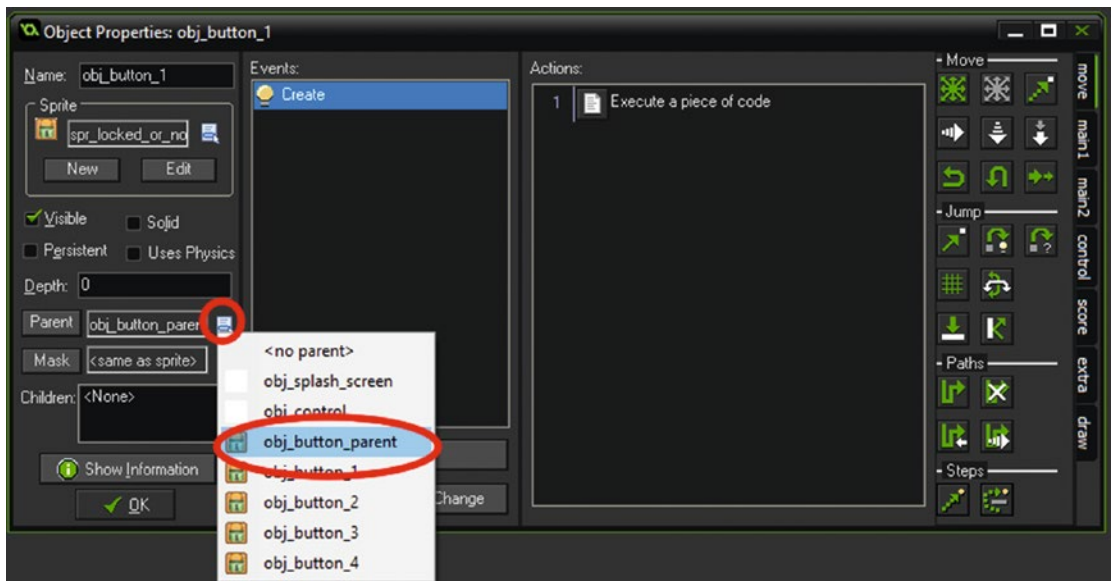 Object Properties: obj_button_1
Name: obj_button_1
Sprite
spr_locked_or_no
New Edit
Visible Solid
Persistent Uses Physics
Depth: 0
Parent obj_button_paren
Mask <same as sprite>
Children: <None>
Show Information
OK
Events:
Create
Change
<no parent>
obj_splash_screen
obj_control
obj_button_parent
obj_button_1
obj_button_2
obj_button_3
obj_button_4
Actions:
1 Execute a piece of code
Move
Jump
?
Paths
Steps
move
main1
main2
control
score
extra
draw